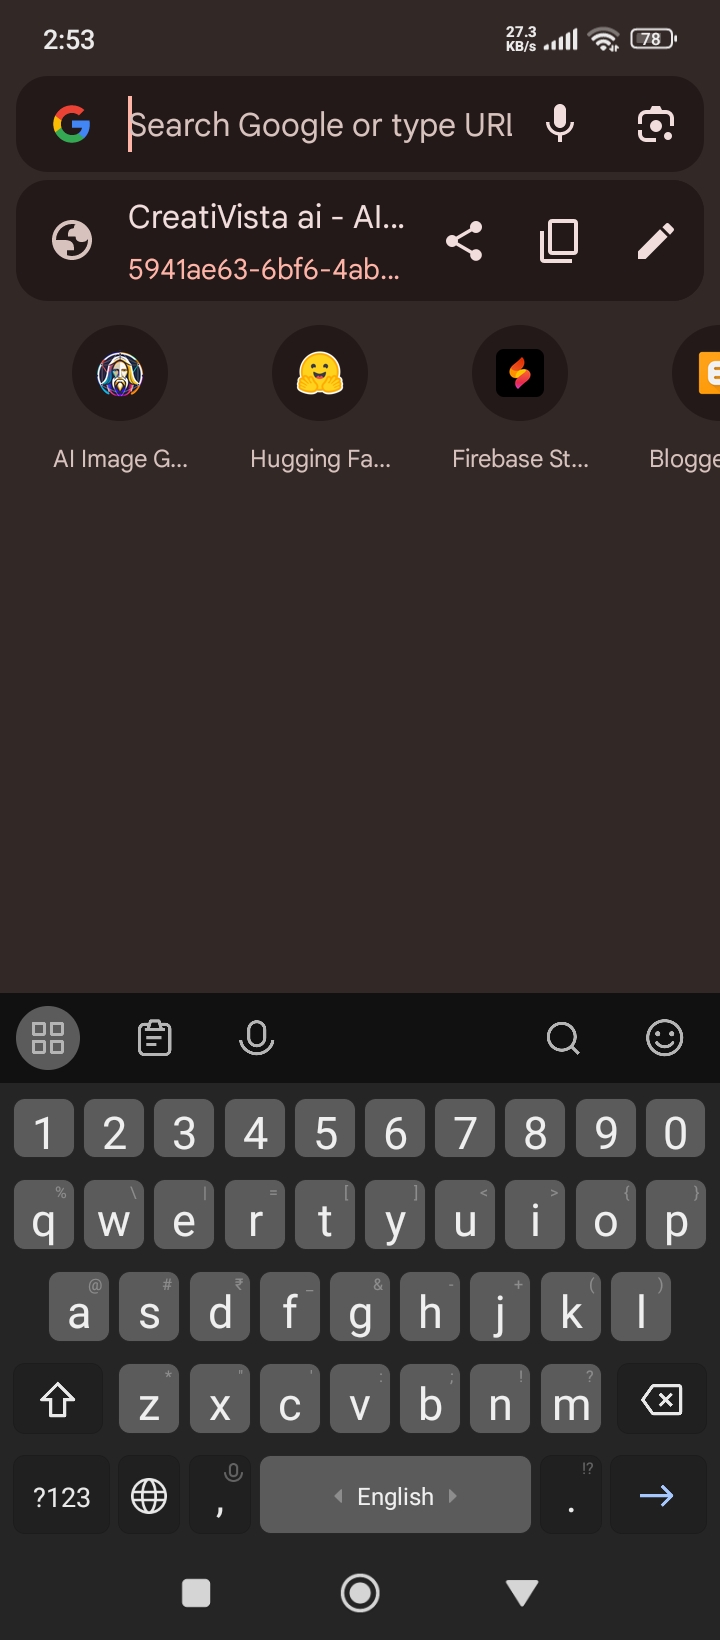 2:53
27.3
KB/s
78
Search Google or type URL
CreatiVista ai - AI...
5941ae63-6bf6-4ab...
AI Image G...
Hugging Fa...
Firebase St...
Blogge
1 2 3 4 5 6 7 8 9 0
% \ | = [ ] < > { }
q w e r t y u i o p
@ # ₹ _ & - + ( )
a s d f g h j k l
* " ' : ; ! ?
z x c v b n m
!?
?123 , English .